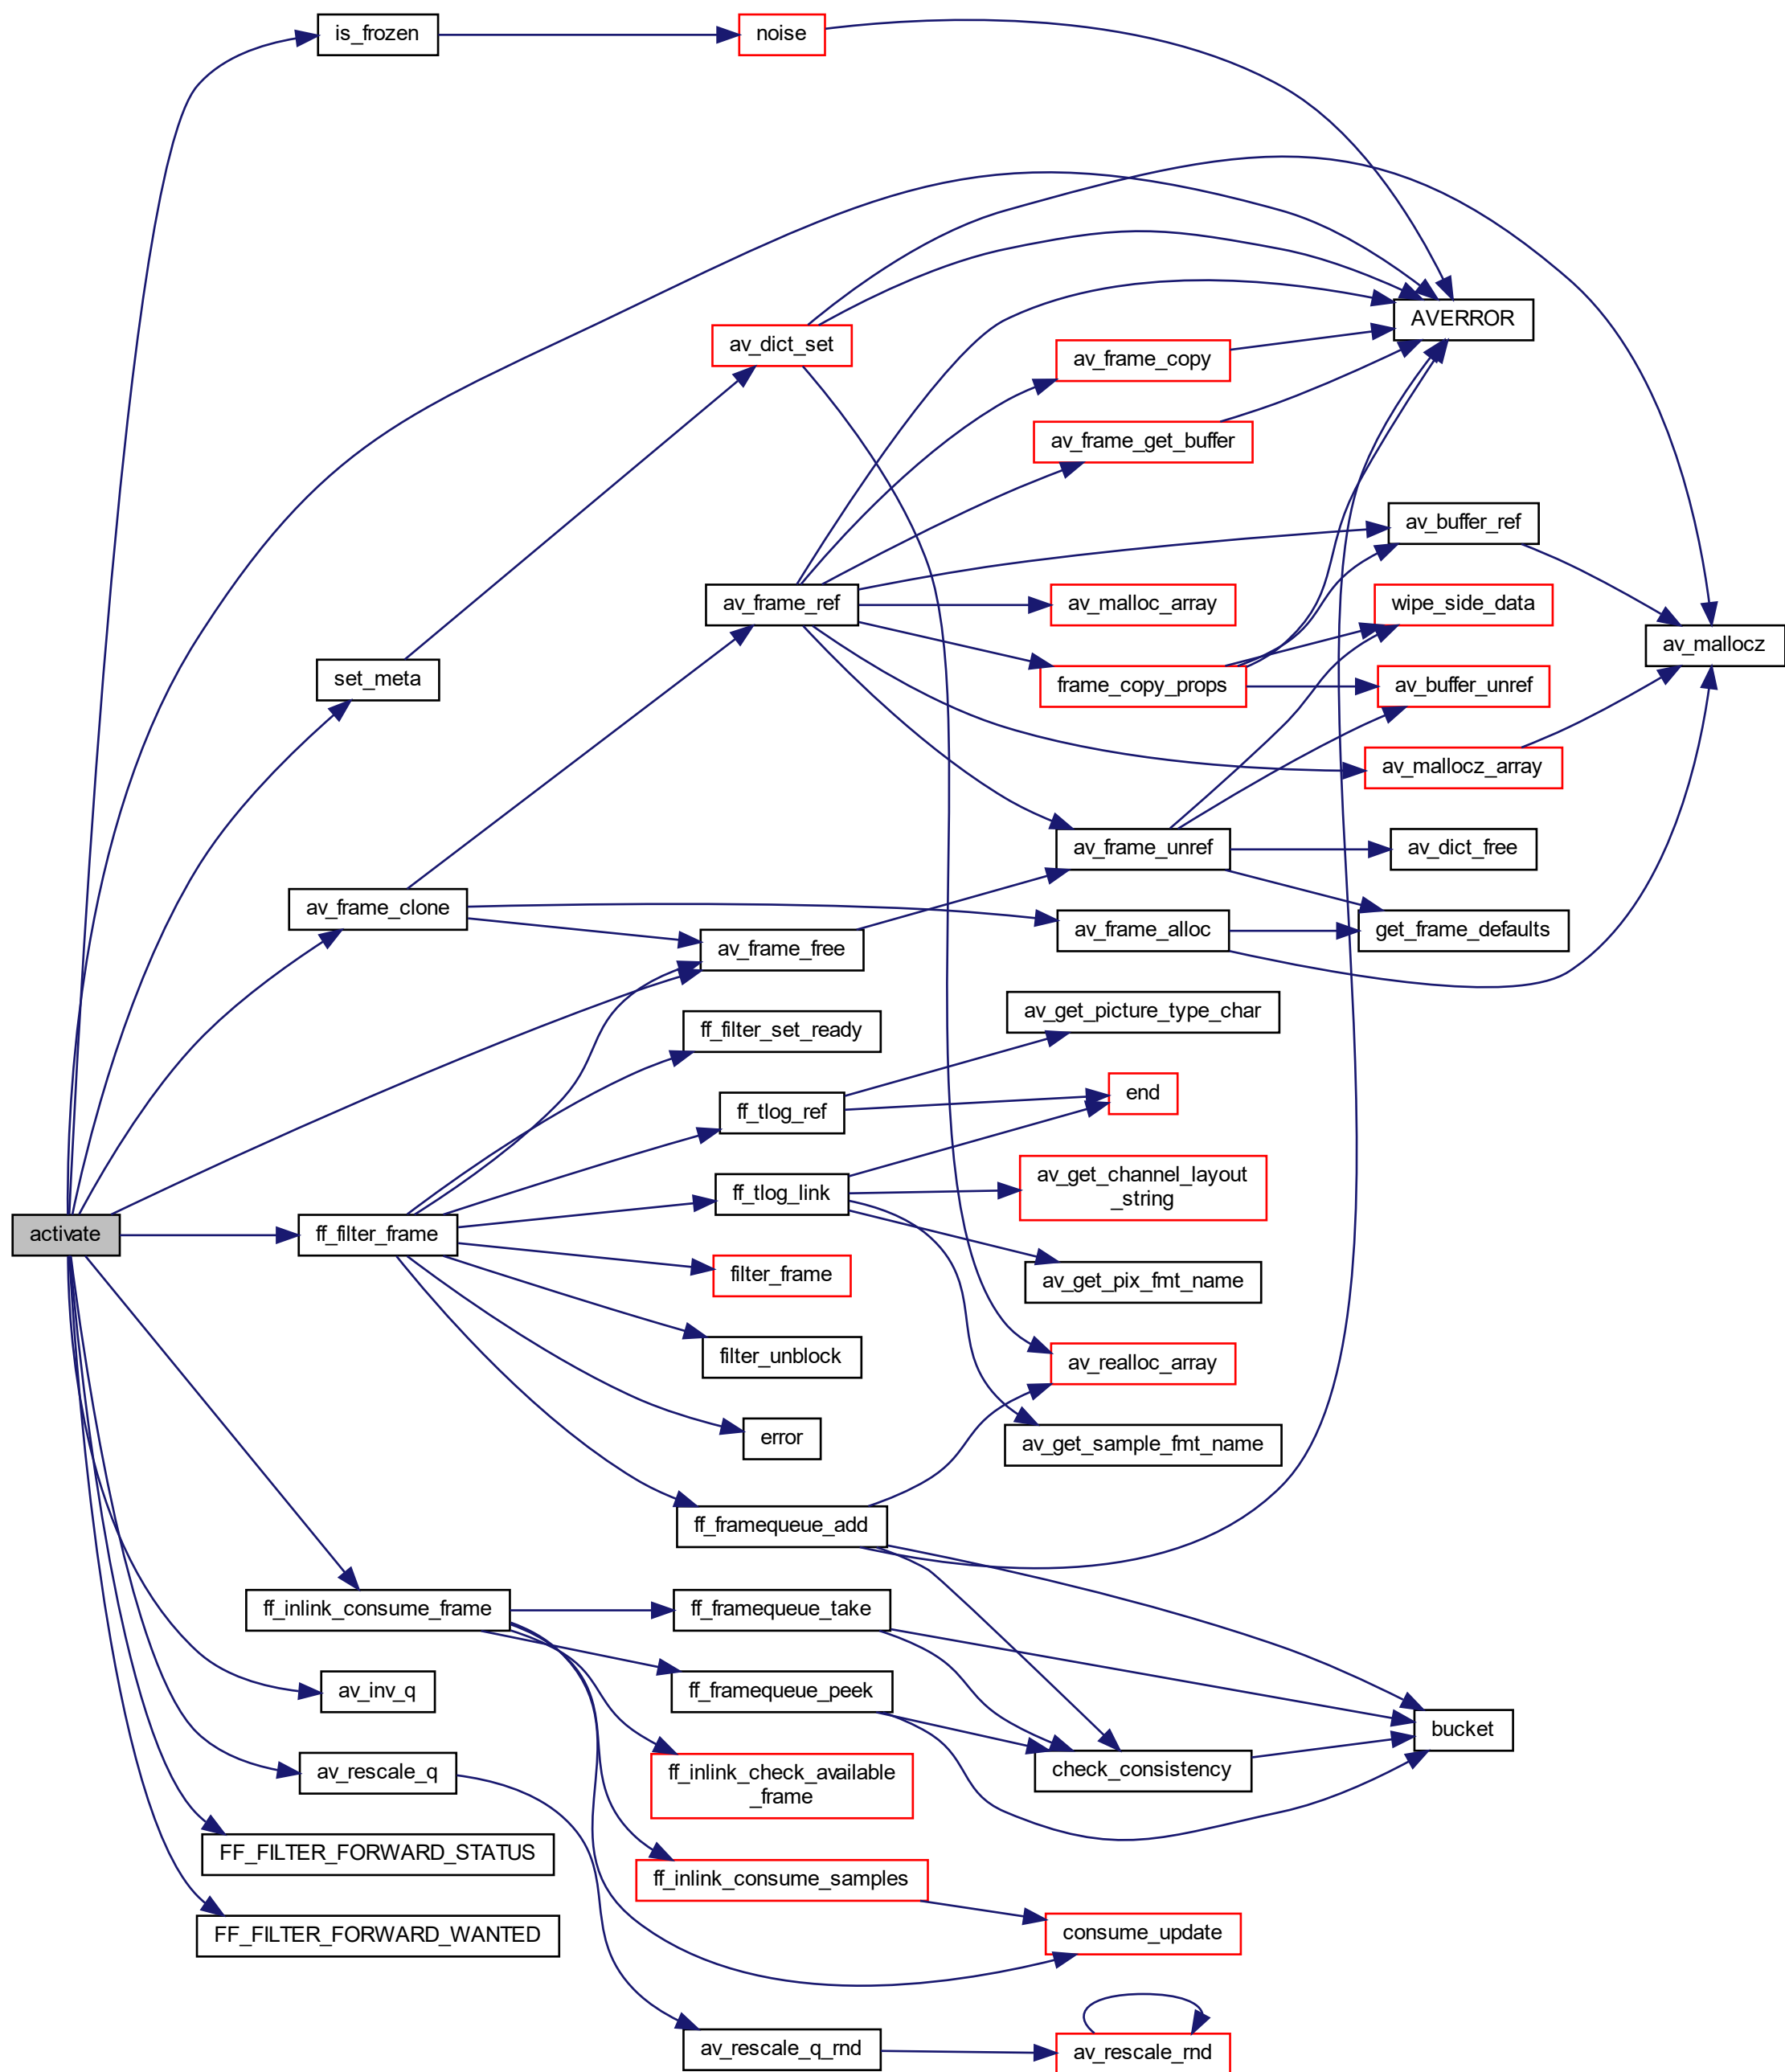 is_frozen
noise
av_dict_set
AVERROR
av_frame_copy
av_frame_get_buffer
av_buffer_ref
av_frame_ref
av_malloc_array
wipe_side_data
av_mallocz
set_meta
frame_copy_props
av_buffer_unref
av_mallocz_array
av_frame_unref
av_dict_free
av_frame_clone
av_frame_free
av_frame_alloc
get_frame_defaults
av_get_picture_type_char
ff_filter_set_ready
end
ff_tlog_ref
av_get_channel_layout
_string
ff_tlog_link
activate
ff_filter_frame
filter_frame
av_get_pix_fmt_name
filter_unblock
av_realloc_array
error
av_get_sample_fmt_name
ff_framequeue_add
ff_inlink_consume_frame
ff_framequeue_take
av_inv_q
ff_framequeue_peek
bucket
av_rescale_q
ff_inlink_check_available
_frame
check_consistency
FF_FILTER_FORWARD_STATUS
ff_inlink_consume_samples
FF_FILTER_FORWARD_WANTED
consume_update
av_rescale_q_rnd
av_rescale_rnd